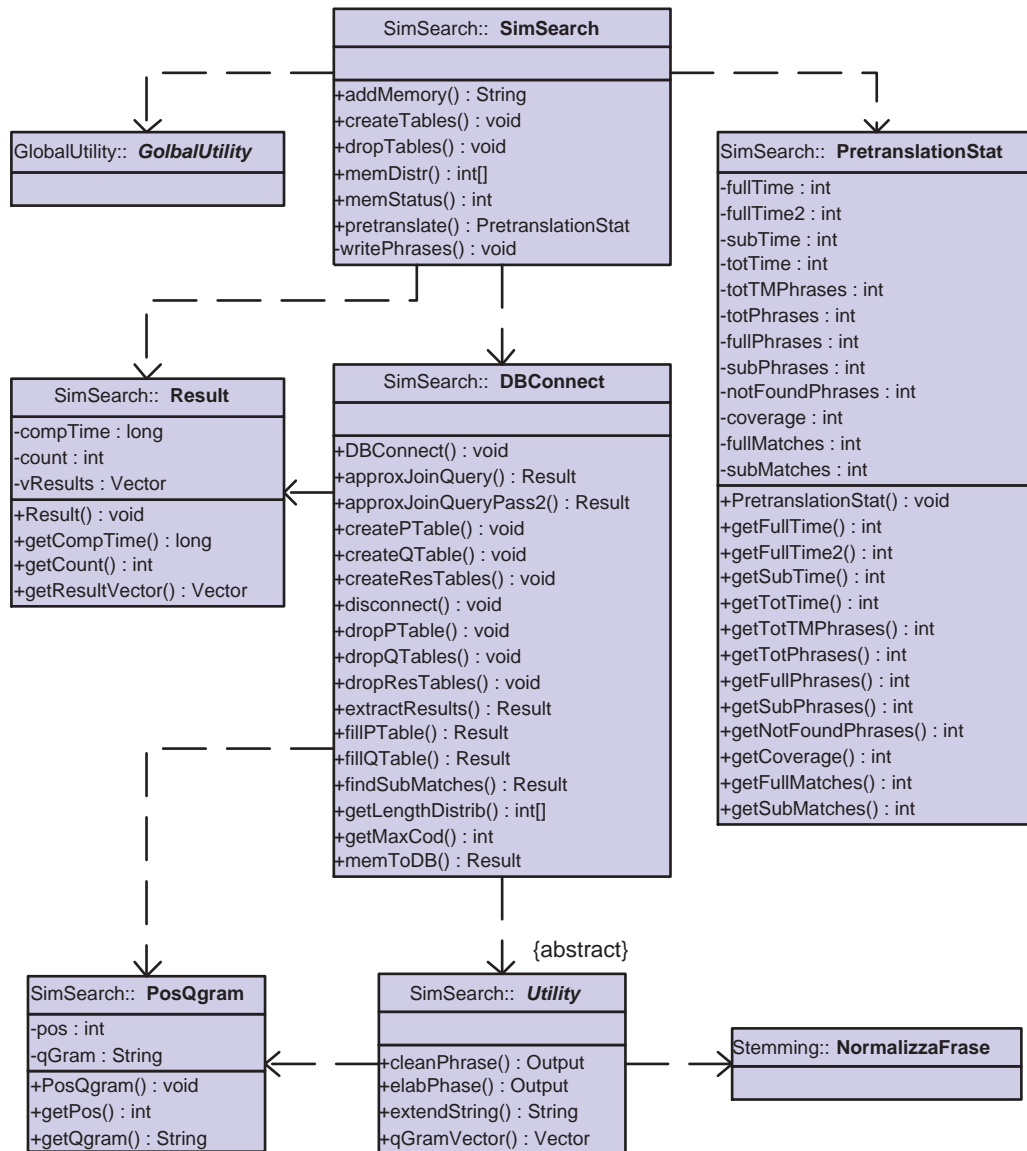 SimSearch:: SimSearch
+addMemory() : String
+createTables() : void
+dropTables() : void
+memDistr() : int[]
+memStatus() : int
+pretranslate() : PretranslationStat
-writePhrases() : void
GlobalUtility:: GolbalUtility
SimSearch:: PretranslationStat
-fullTime : int
-fullTime2 : int
-subTime : int
-totTime : int
-totTMPhrases : int
-totPhrases : int
-fullPhrases : int
-subPhrases : int
-notFoundPhrases : int
-coverage : int
-fullMatches : int
-subMatches : int
+PretranslationStat() : void
+getFullTime() : int
+getFullTime2() : int
+getSubTime() : int
+getTotTime() : int
+getTotTMPhrases() : int
+getTotPhrases() : int
+getFullPhrases() : int
+getSubPhrases() : int
+getNotFoundPhrases() : int
+getCoverage() : int
+getFullMatches() : int
+getSubMatches() : int
SimSearch:: Result
-compTime : long
-count : int
-vResults : Vector
+Result() : void
+getCompTime() : long
+getCount() : int
+getResultVector() : Vector
SimSearch:: DBConnect
+DBConnect() : void
+approxJoinQuery() : Result
+approxJoinQueryPass2() : Result
+createPTable() : void
+createQTable() : void
+createResTables() : void
+disconnect() : void
+dropPTable() : void
+dropQTables() : void
+dropResTables() : void
+extractResults() : Result
+fillPTable() : Result
+fillQTable() : Result
+findSubMatches() : Result
+getLengthDistrib() : int[]
+getMaxCod() : int
+memToDB() : Result
{abstract}
SimSearch:: PosQgram
-pos : int
-qGram : String
+PosQgram() : void
+getPos() : int
+getQgram() : String
SimSearch:: Utility
+cleanPhrase() : Output
+elabPhase() : Output
+extendString() : String
+qGramVector() : Vector
Stemming:: NormalizzaFrase